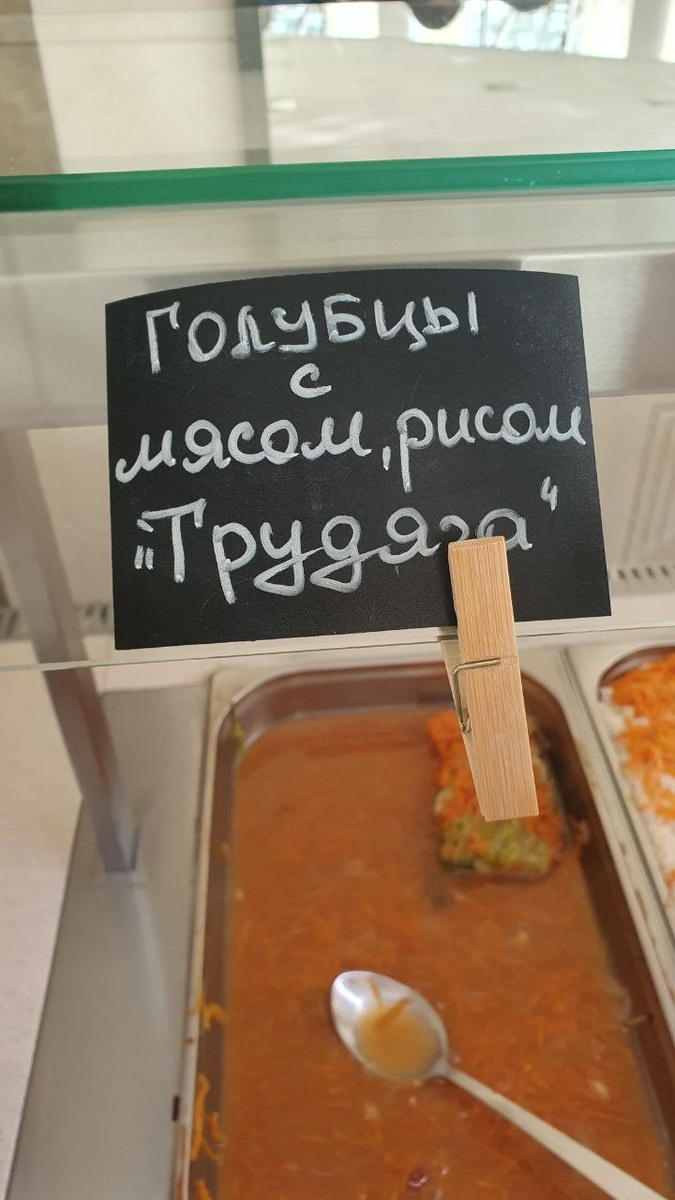 Голубцы
с
мясом, рисом
"Трудяга"